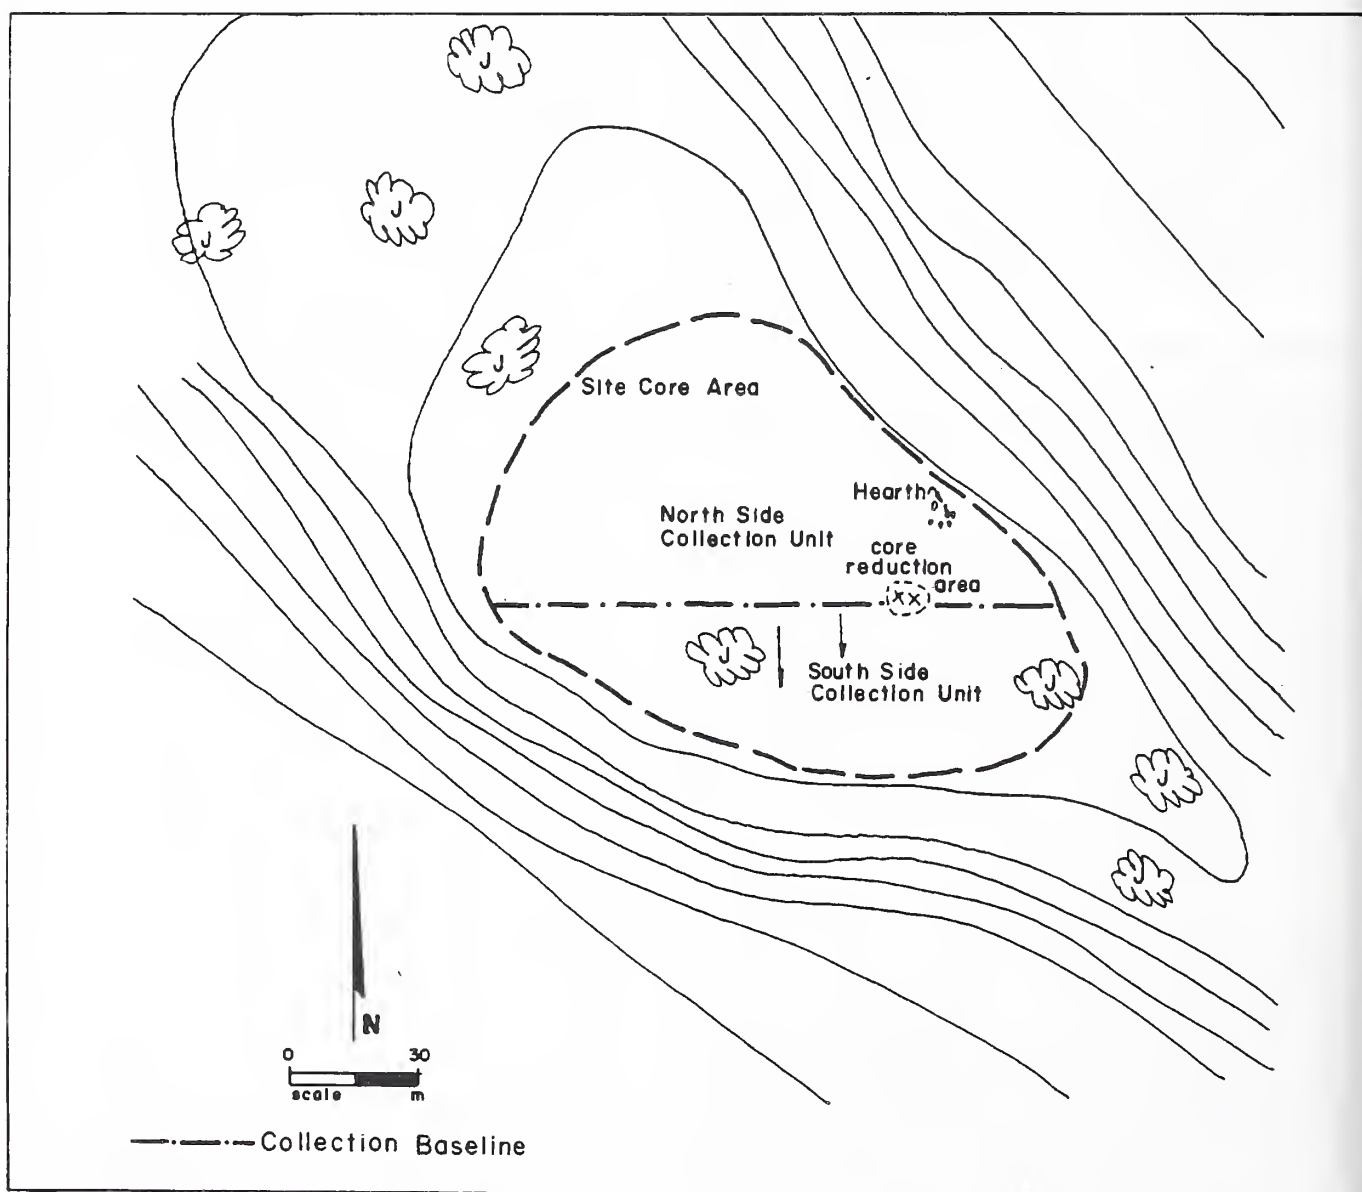 J
J
J
J
Site Core Area
Hearth
North Side
Collection Unit
core
reduction
area
xx
J
South Side
Collection Unit
J
J
J
N
0 30
scale m
Collection Baseline